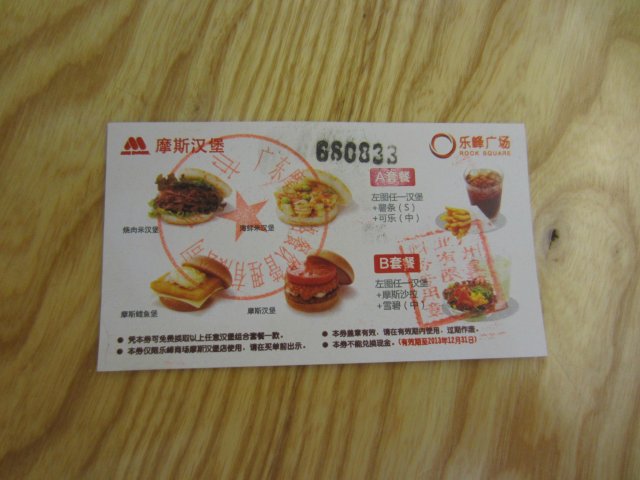 摩斯汉堡
680833
乐峰广场
ROCK SQUARE
A套餐
左图任一汉堡
+薯条（S）
+可乐（中）
烧肉米汉堡
海鲜米汉堡
B套餐
左图任一汉堡
+摩斯沙拉
+雪碧（中）
摩斯鳕鱼堡
摩斯汉堡
● 凭本券可免费换取以上任意汉堡组合套餐一款。
● 本券仅限乐峰商场摩斯汉堡店使用，请在买单前出示。
● 本券盖章有效，请在有效期内使用，过期作废。
● 本券不能兑换现金。(有效期至2013年12月31日)